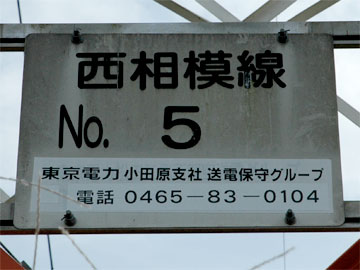 西相模線
No. 5
東京電力 小田原支社 送電保守グループ
電話 0465－83－0104